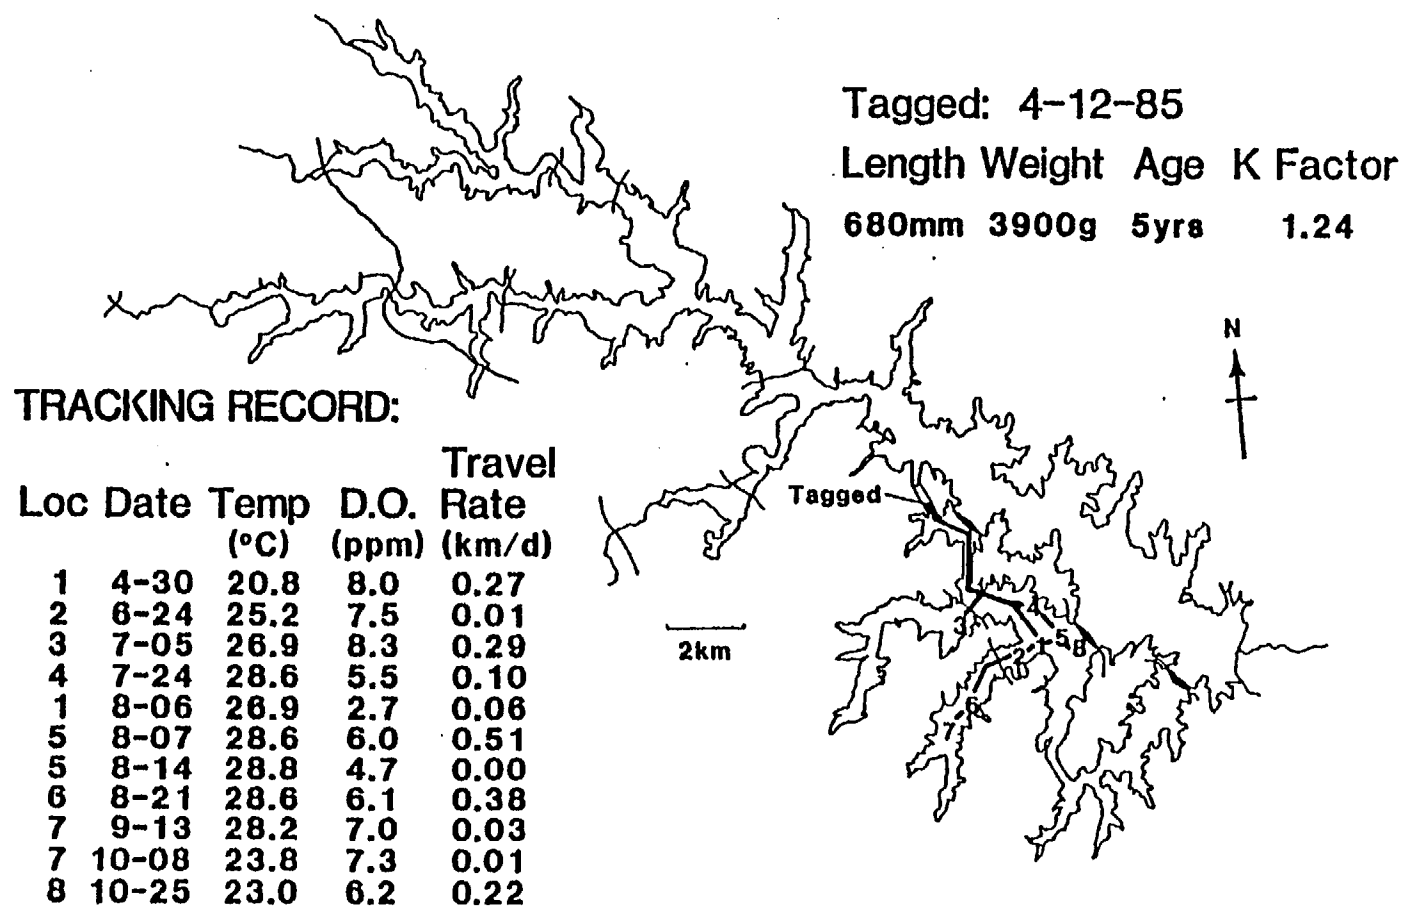 Tagged: 4-12-85
Length Weight Age K Factor
680mm 3900g 5yrs 1.24
N
TRACKING RECORD:
Travel
Loc Date Temp D.O. Rate
(°C) (ppm) (km/d)
1 4-30 20.8 8.0 0.27
2 6-24 25.2 7.5 0.01
3 7-05 26.9 8.3 0.29
4 7-24 28.6 5.5 0.10
1 8-06 26.9 2.7 0.06
5 8-07 28.6 6.0 0.51
5 8-14 28.8 4.7 0.00
6 8-21 28.6 6.1 0.38
7 9-13 28.2 7.0 0.03
7 10-08 23.8 7.3 0.01
8 10-25 23.0 6.2 0.22
Tagged
2km
4
3
2
1
5
8
6
7